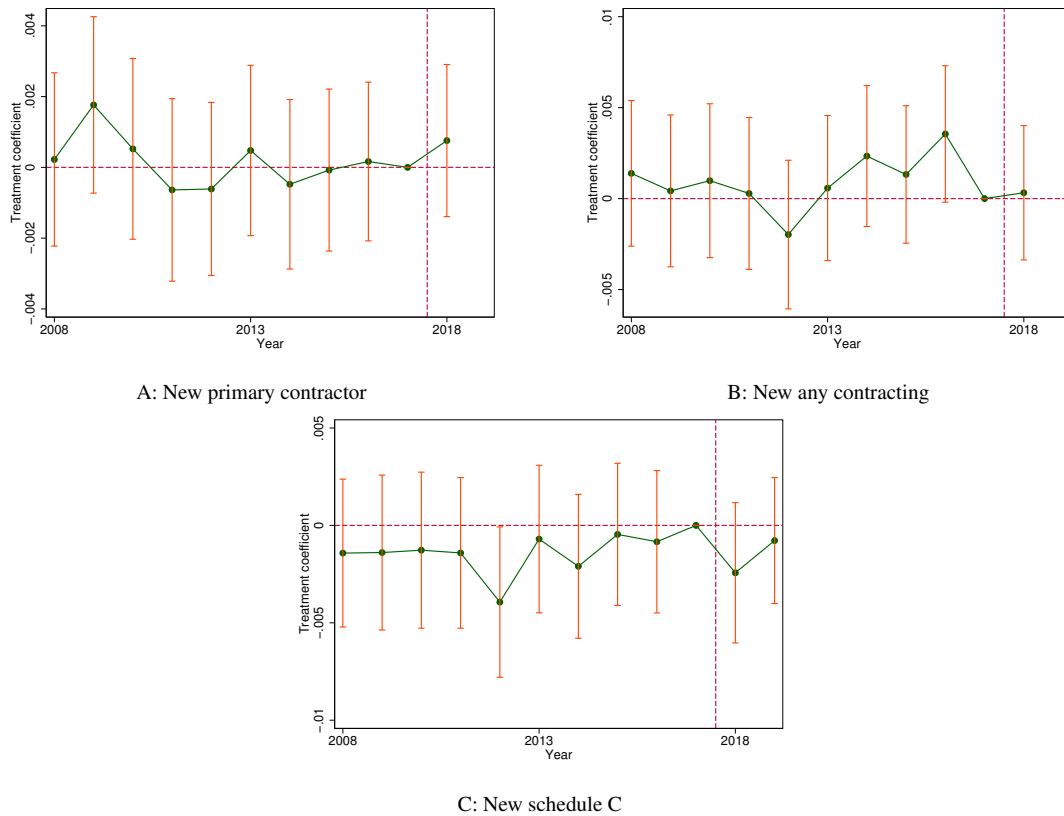 .004
.002
0
-.002
-.004
Treatment coefficient
2008
2013
2018
Year
A: New primary contractor
.01
.005
0
-.005
Treatment coefficient
2008
2013
2018
Year
B: New any contracting
.005
0
-.005
-.01
Treatment coefficient
2008
2013
2018
Year
C: New schedule C